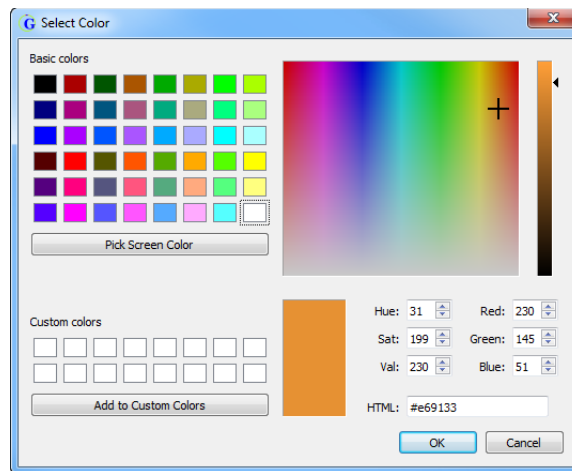 Select Color
Basic colors
Pick Screen Color
Custom colors
Add to Custom Colors
Hue: 31 Red: 230
Sat: 199 Green: 145
Val: 230 Blue: 51
HTML: #e69133
OK Cancel